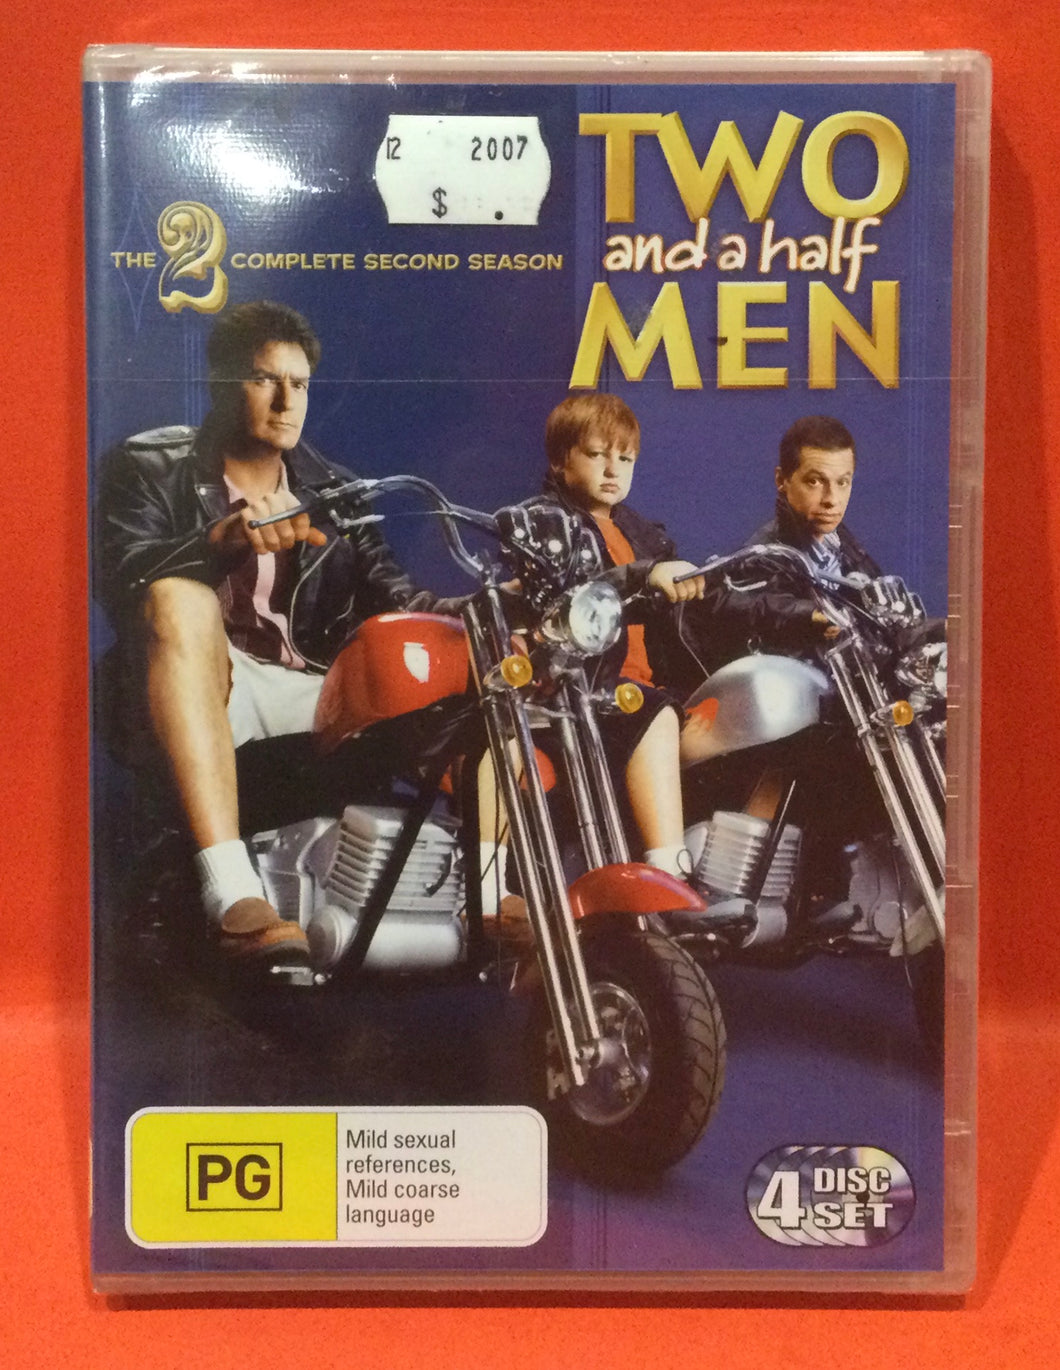 12 2007
$ .
TWO
and a half
MEN
THE 2 COMPLETE SECOND SEASON
PG
Mild sexual
references,
Mild coarse
language
4 DISC
SET